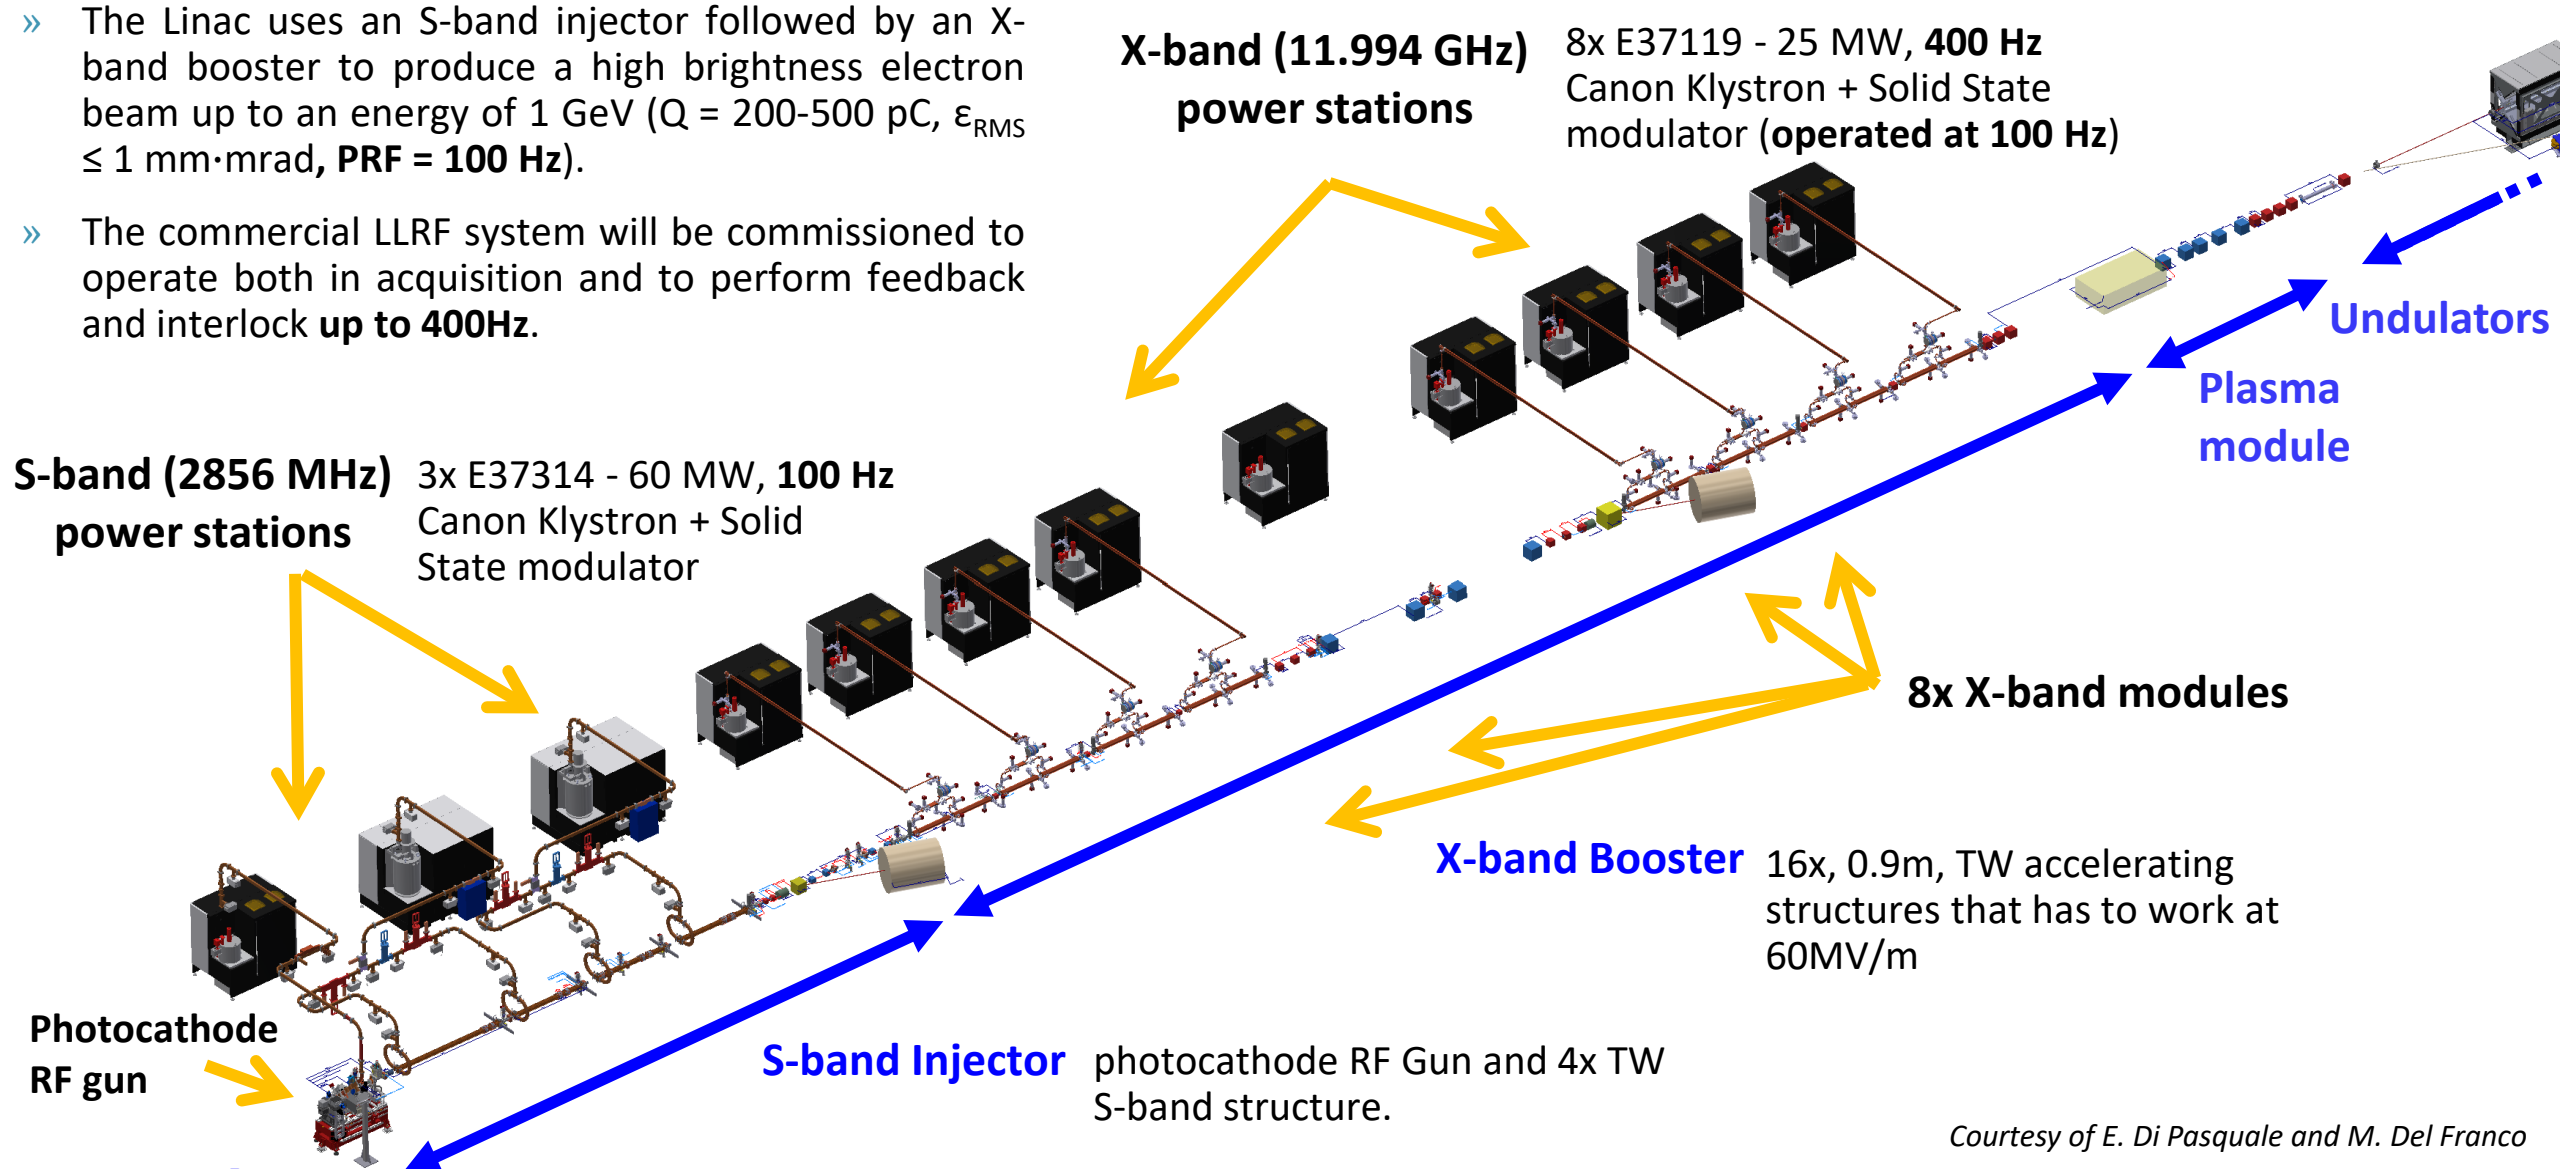 » The Linac uses an S-band injector followed by an X-
band booster to produce a high brightness electron
beam up to an energy of 1 GeV (Q = 200-500 pC, εRMS
≤ 1 mm·mrad, PRF = 100 Hz).
» The commercial LLRF system will be commissioned to
operate both in acquisition and to perform feedback
and interlock up to 400Hz.
X-band (11.994 GHz)
power stations
8x E37119 - 25 MW, 400 Hz
Canon Klystron + Solid State
modulator (operated at 100 Hz)
Undulators
Plasma
module
S-band (2856 MHz)
power stations
3x E37314 - 60 MW, 100 Hz
Canon Klystron + Solid
State modulator
8x X-band modules
X-band Booster
16x, 0.9m, TW accelerating
structures that has to work at
60MV/m
Photocathode
RF gun
S-band Injector
photocathode RF Gun and 4x TW
S-band structure.
Courtesy of E. Di Pasquale and M. Del Franco